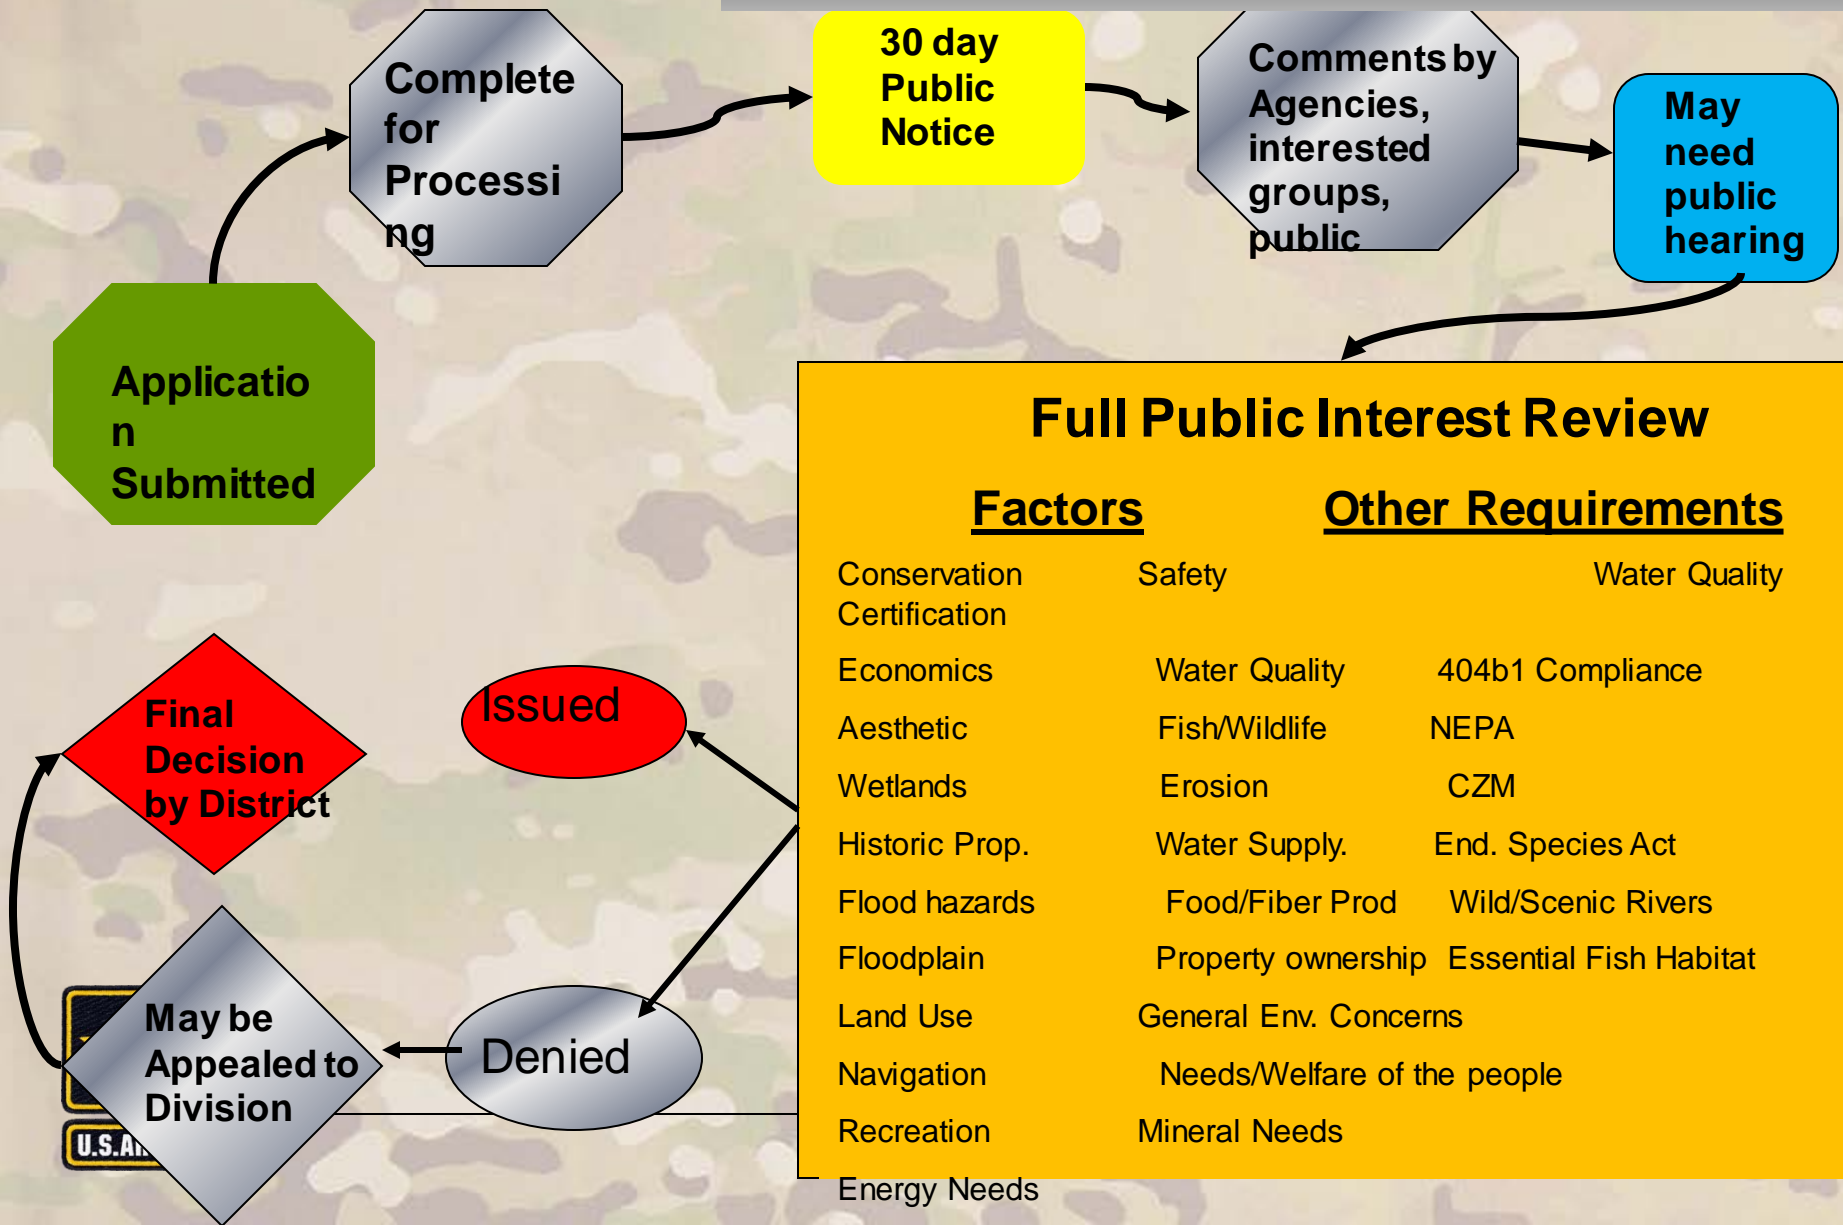 Complete
for
Processi
ng
30 day
Public
Notice
Comments by
Agencies,
interested
groups,
public
May
need
public
hearing
Applicatio
n
Submitted
Full Public Interest Review
Factors Other Requirements
Conservation Safety Water Quality
Certification
Economics Water Quality 404b1 Compliance
Aesthetic Fish/Wildlife NEPA
Wetlands Erosion CZM
Historic Prop. Water Supply. End. Species Act
Flood hazards Food/Fiber Prod Wild/Scenic Rivers
Floodplain Property ownership Essential Fish Habitat
Land Use General Env. Concerns
Navigation Needs/Welfare of the people
Recreation Mineral Needs
Energy Needs
Issued
Denied
Final
Decision
by District
May be
Appealed to
Division
U.S.